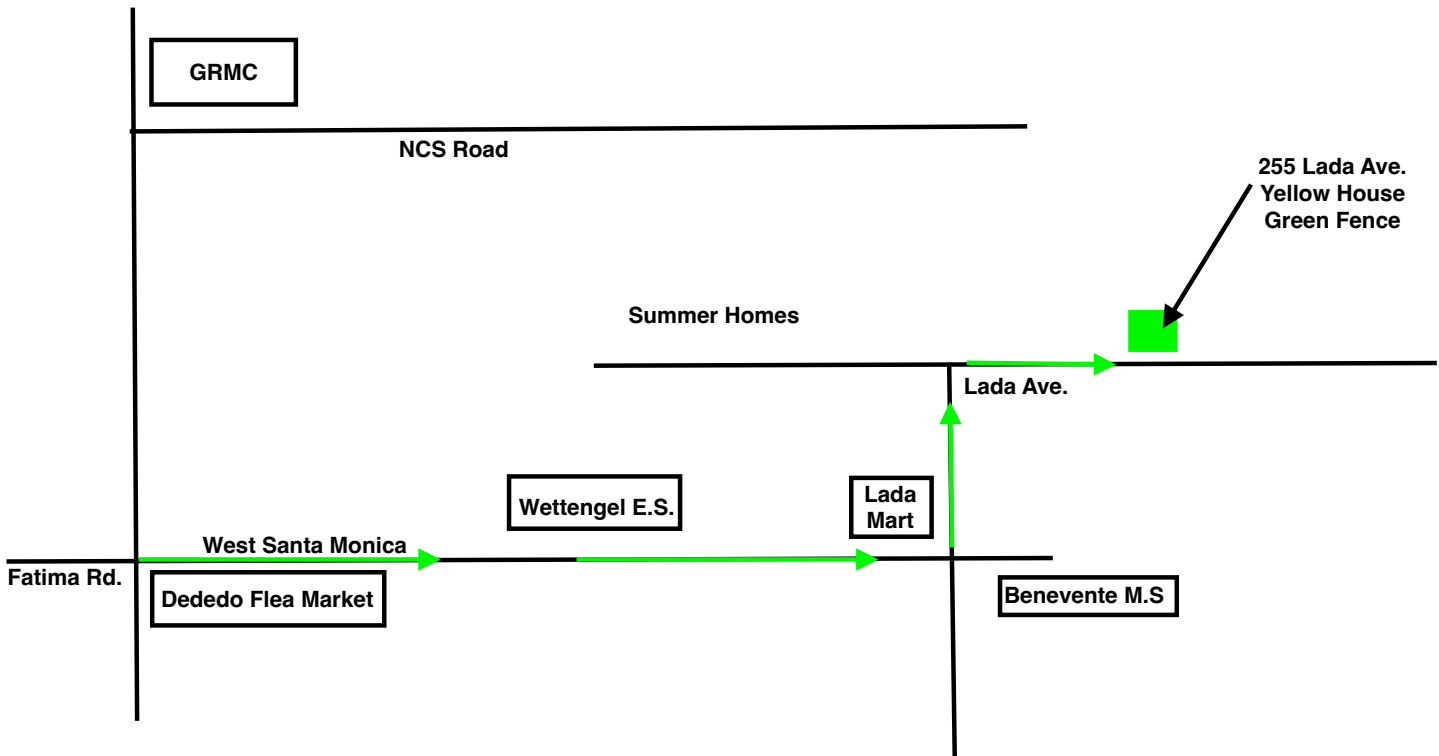 GRMC
NCS Road
255 Lada Ave.
Yellow House
Green Fence
Summer Homes
Lada Ave.
Wettengel E.S.
Lada
Mart
West Santa Monica
Fatima Rd.
Dededo Flea Market
Benevente M.S